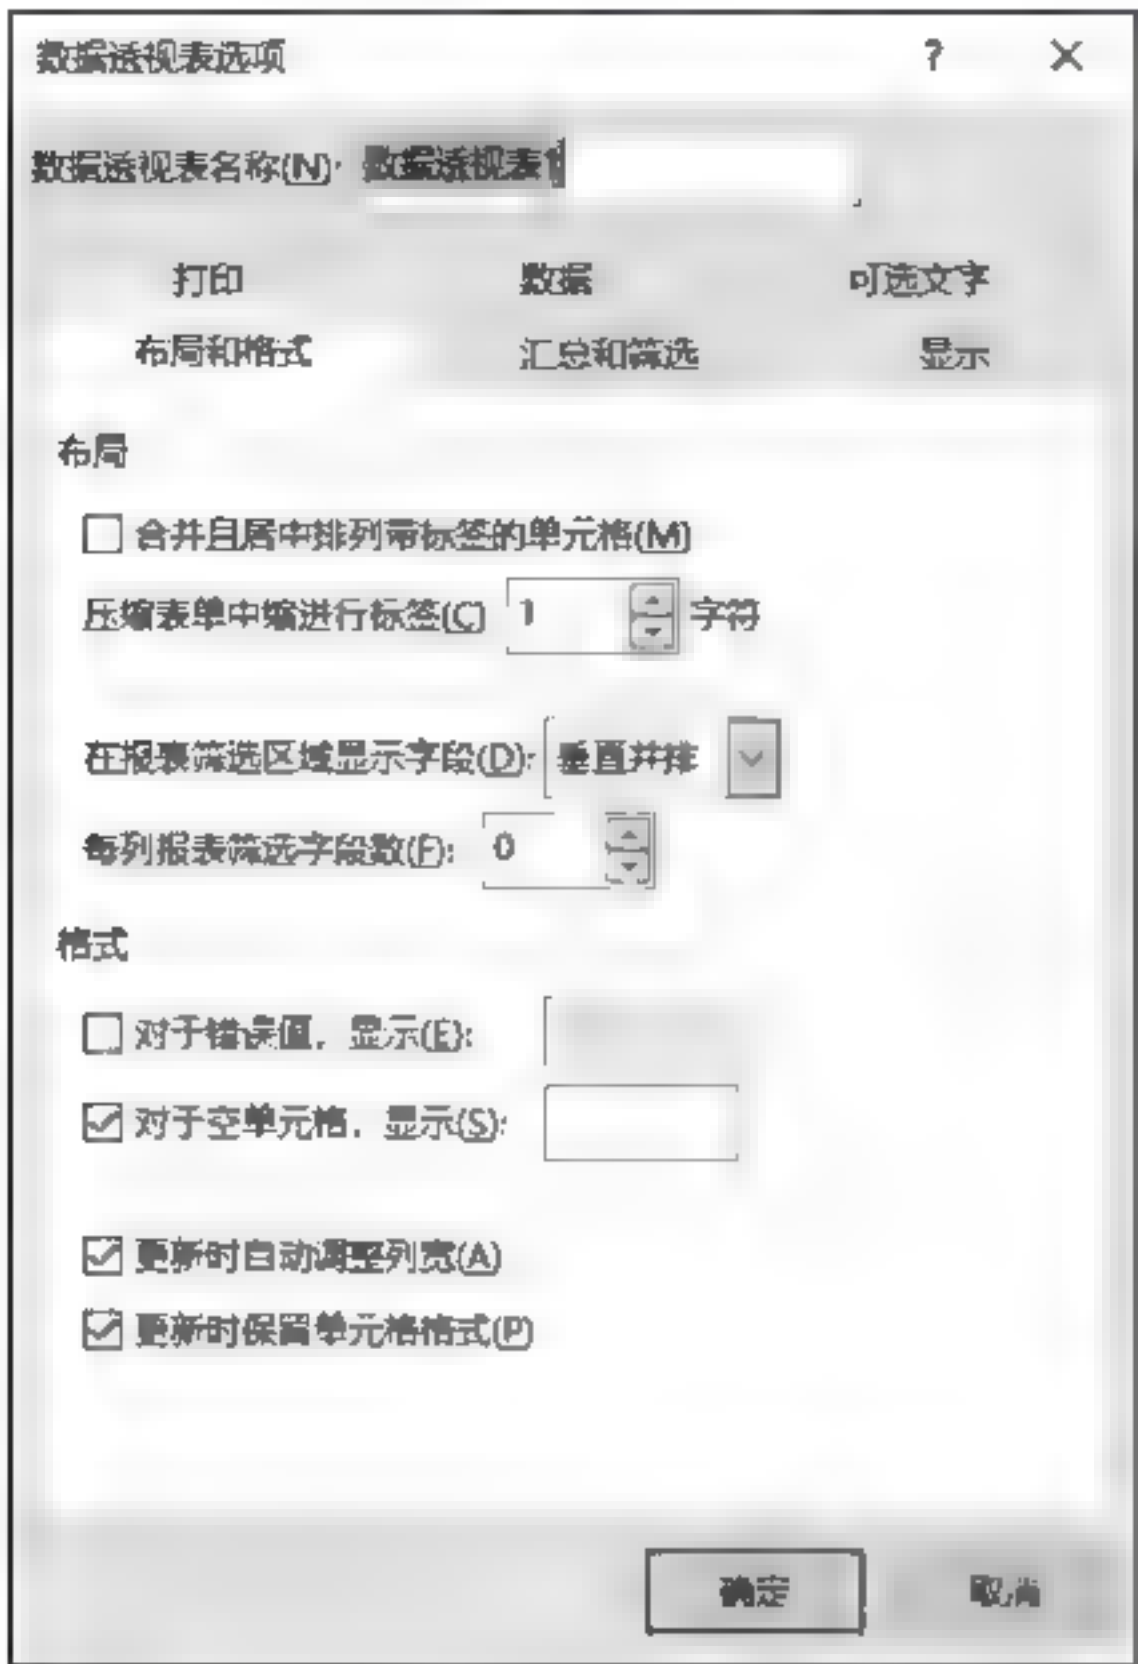 数据透视表选项 ?
数据透视表名称(N): 数据透视表
打印 数据 可选文字
布局和格式 汇总和筛选 显示
布局
合并且居中排列带标签的单元格(M)
压缩表单中缩进行标签(C) 1 字符
在报表筛选区域显示字段(D): 垂直并排
每列报表筛选字段数(F): 0
格式
对于错误值，显示(E):
对于空单元格，显示(S):
更新时自动调整列宽(A)
更新时保留单元格格式(P)
确定 取消